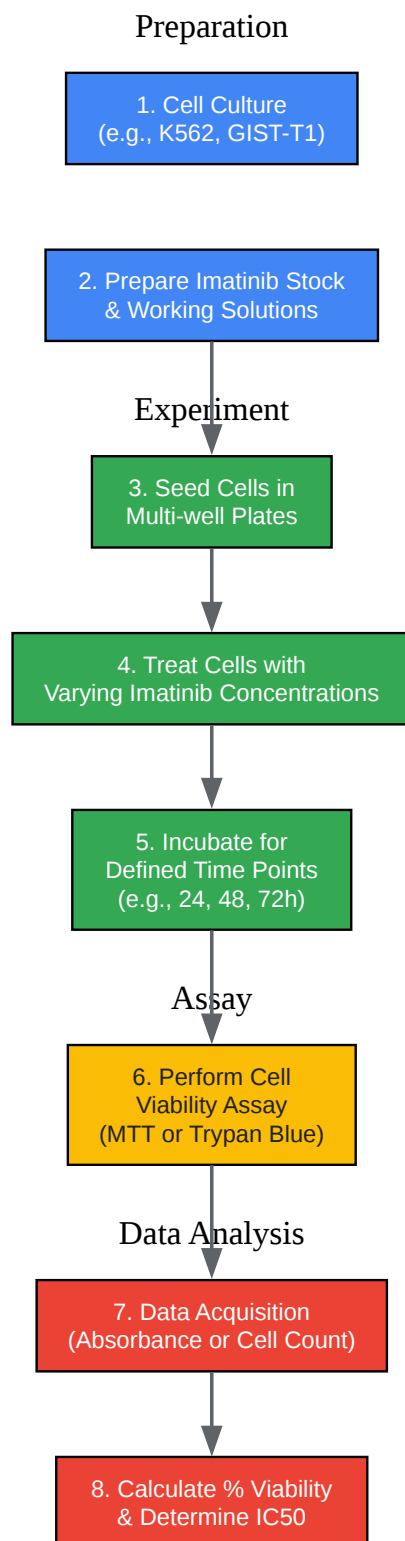 Preparation
1. Cell Culture
(e.g., K562, GIST-T1)
2. Prepare Imatinib Stock
& Working Solutions
Experiment
3. Seed Cells in
Multi-well Plates
4. Treat Cells with
Varying Imatinib Concentrations
5. Incubate for
Defined Time Points
(e.g., 24, 48, 72h)
Assay
6. Perform Cell
Viability Assay
(MTT or Trypan Blue)
Data Analysis
7. Data Acquisition
(Absorbance or Cell Count)
8. Calculate % Viability
& Determine IC50